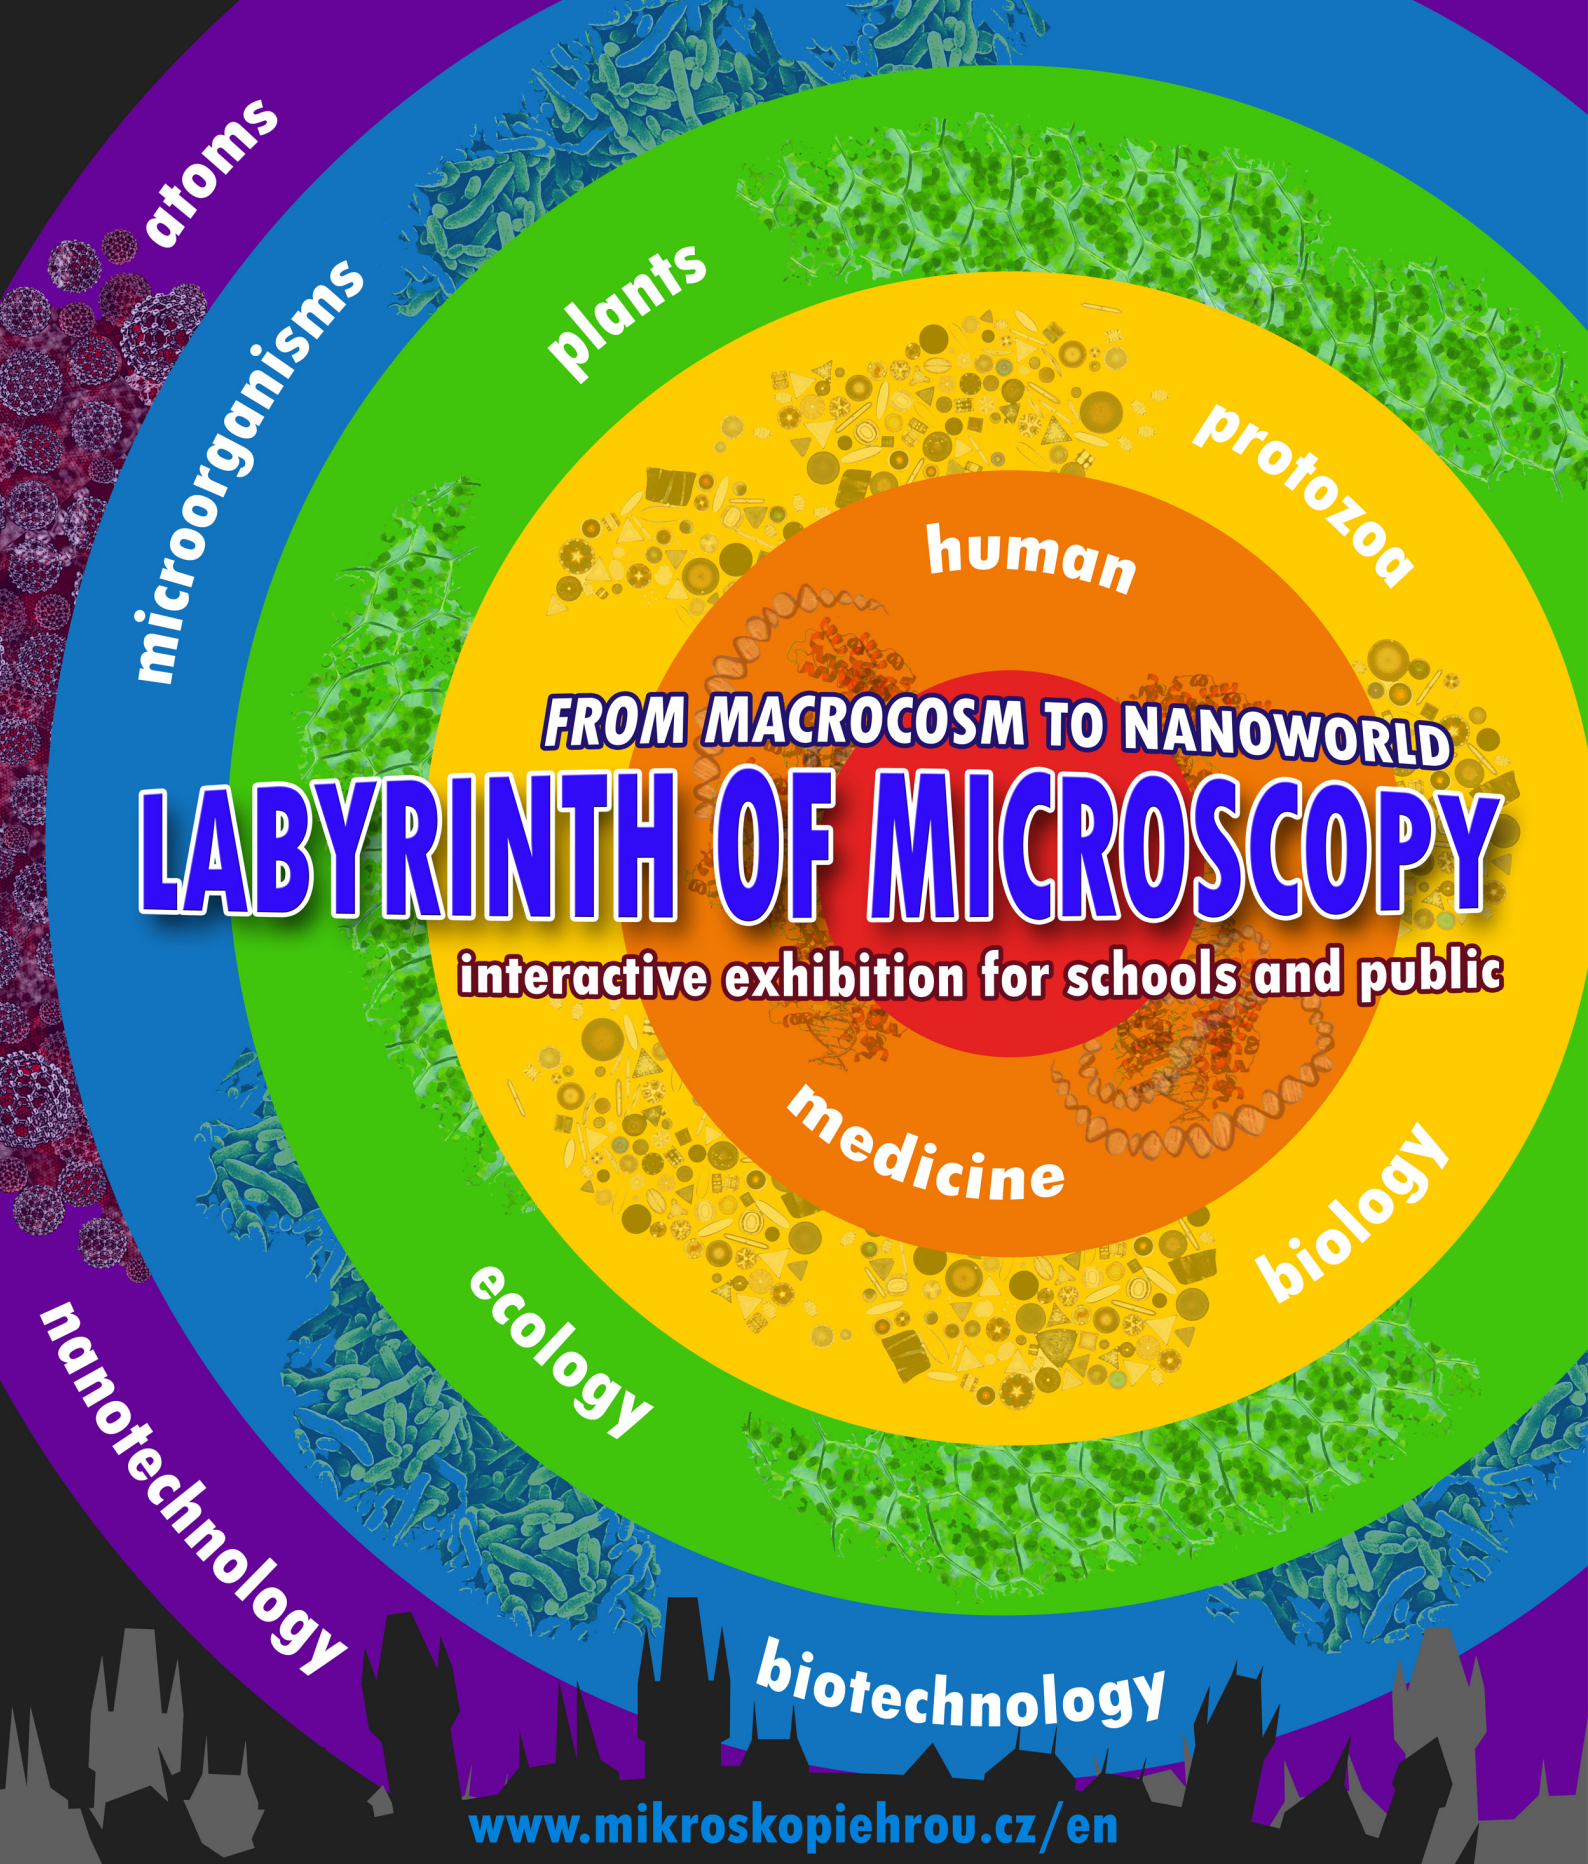 atoms
microorganisms
plants
protozoa
human
FROM MACROCOSM TO NANOWORLD
LABYRINTH OF MICROSCOPY
interactive exhibition for schools and public
medicine
biology
ecology
nanotechnology
biotechnology
www.mikroskopiehrou.cz/en